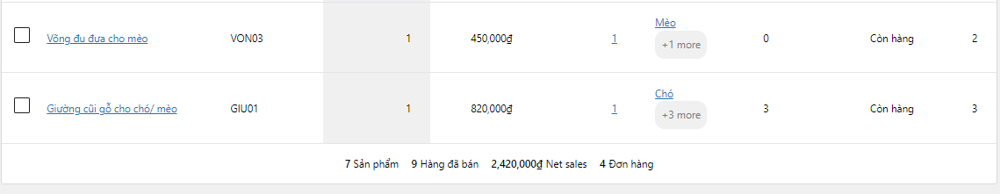 Võng đu đưa cho mèo VON03 1 450,000₫ 1 Mèo +1 more 0 Còn hàng 2
Giường cũi gỗ cho chó/ mèo GIU01 1 820,000₫ 1 Chó +3 more 3 Còn hàng 3
7 Sản phẩm 9 Hàng đã bán 2,420,000₫ Net sales 4 Đơn hàng